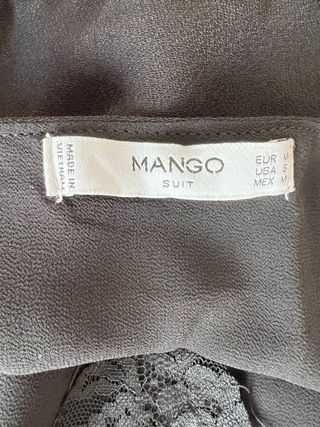 MADE IN
VIETNAM
MANGO
SUIT
EUR M
USA S
MEX M